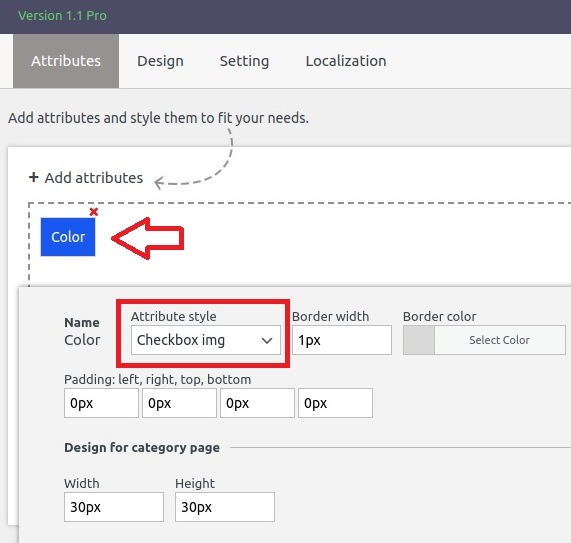 Version 1.1 Pro
Attributes Design Setting Localization
Add attributes and style them to fit your needs.
+ Add attributes
Color
Name Attribute style Border width Border color
Color Checkbox img 1px Select Color
Padding: left, right, top, bottom
0px 0px 0px 0px
Design for category page
Width Height
30px 30px